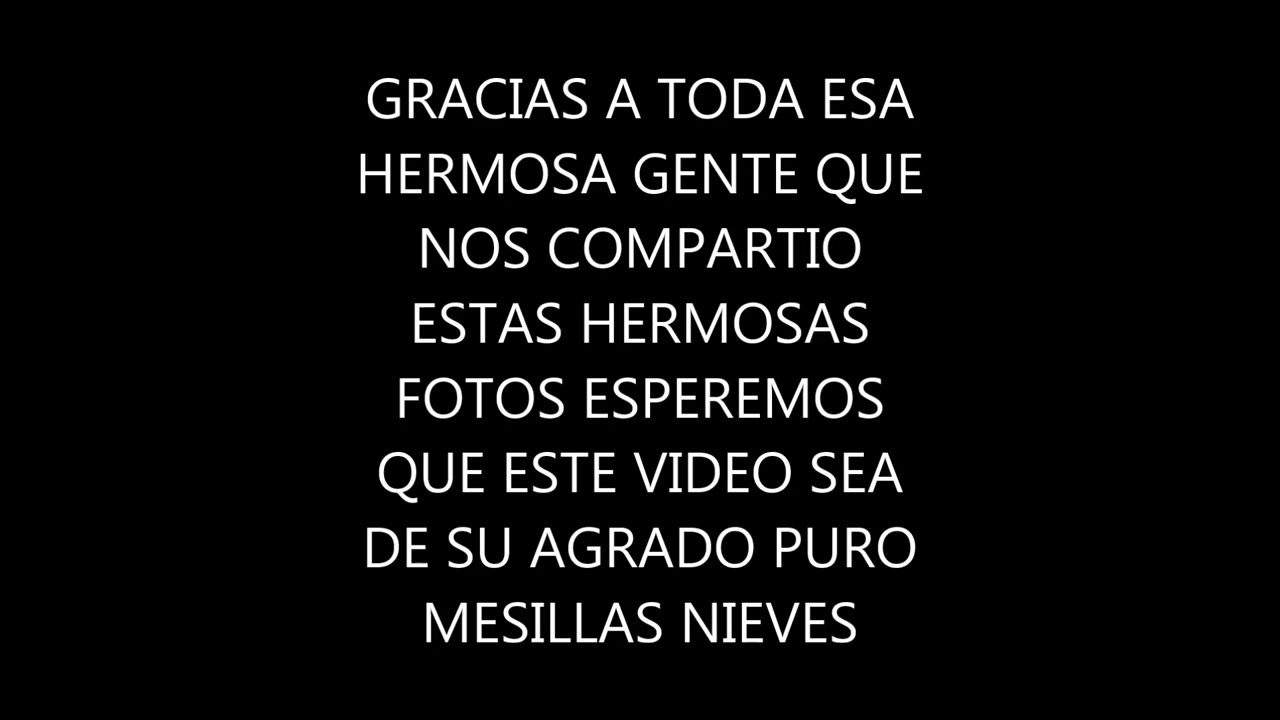 GRACIAS A TODA ESA
HERMOSA GENTE QUE
NOS COMPARTIO
ESTAS HERMOSAS
FOTOS ESPEREMOS
QUE ESTE VIDEO SEA
DE SU AGRADO PURO
MESILLAS NIEVES